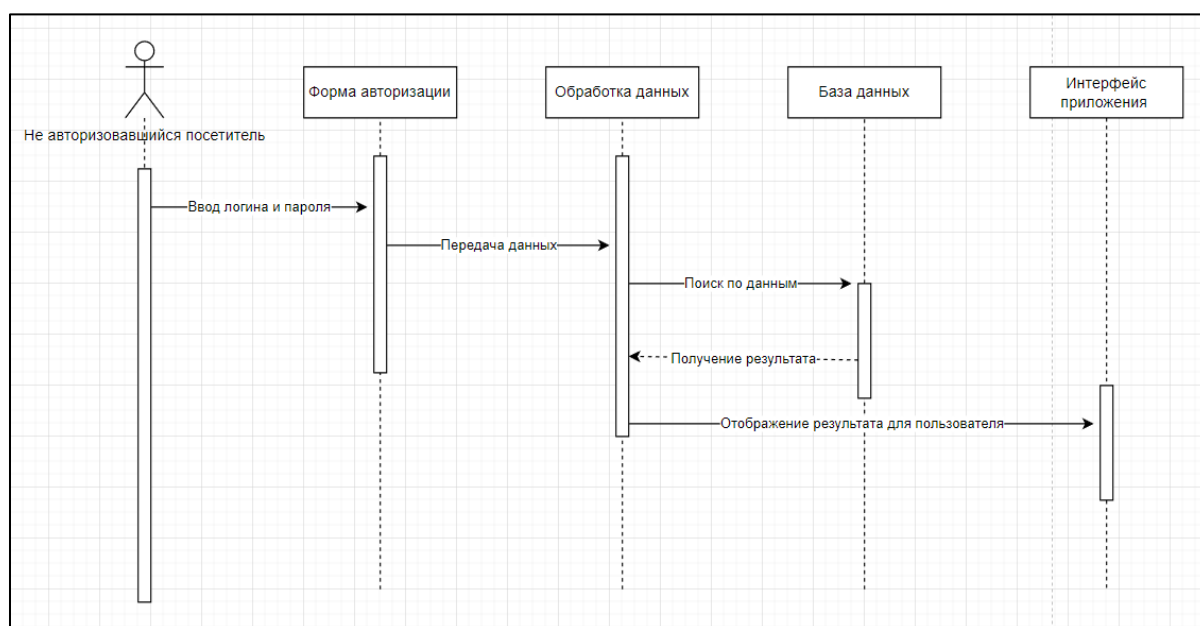 Не авторизовавшийся посетитель
Форма авторизации
Обработка данных
База данных
Интерфейс
приложения
Ввод логина и пароля
Передача данных
Поиск по данным
Получение результата
Отображение результата для пользователя